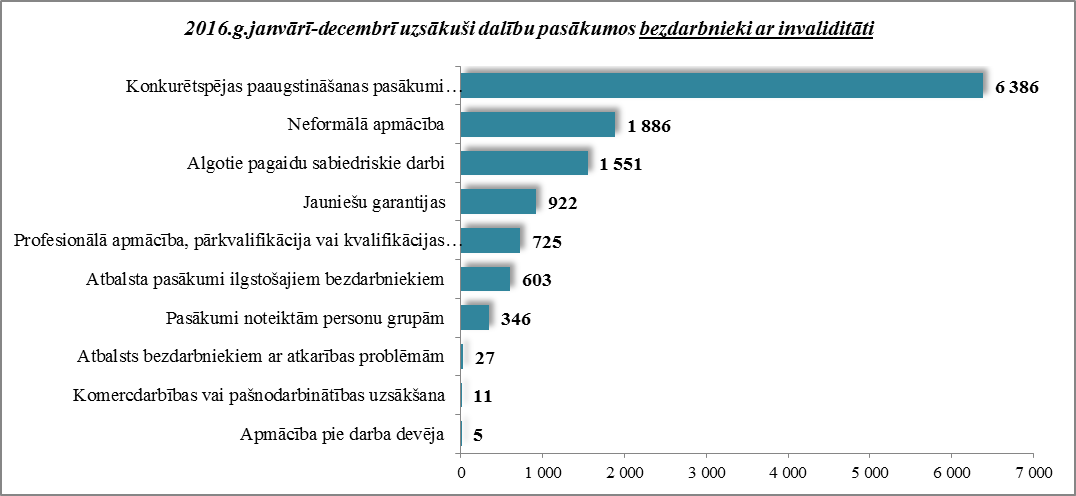 2016.g.janvārī-decembrī uzsākuši dalību pasākumos bezdarbnieki ar invaliditāti
Konkurētspējas paaugstināšanas pasākumi… 6 386
Neformālā apmācība 1 886
Algotie pagaidu sabiedriskie darbi 1 551
Jauniešu garantijas 922
Profesionālā apmācība, pārkvalifikācija vai kvalifikācijas… 725
Atbalsta pasākumi ilgstošajiem bezdarbniekiem 603
Pasākumi noteiktām personu grupām 346
Atbalsts bezdarbniekiem ar atkarības problēmām 27
Komercdarbības vai pašnodarbinātības uzsākšana 11
Apmācība pie darba devēja 5
0 1 000 2 000 3 000 4 000 5 000 6 000 7 000